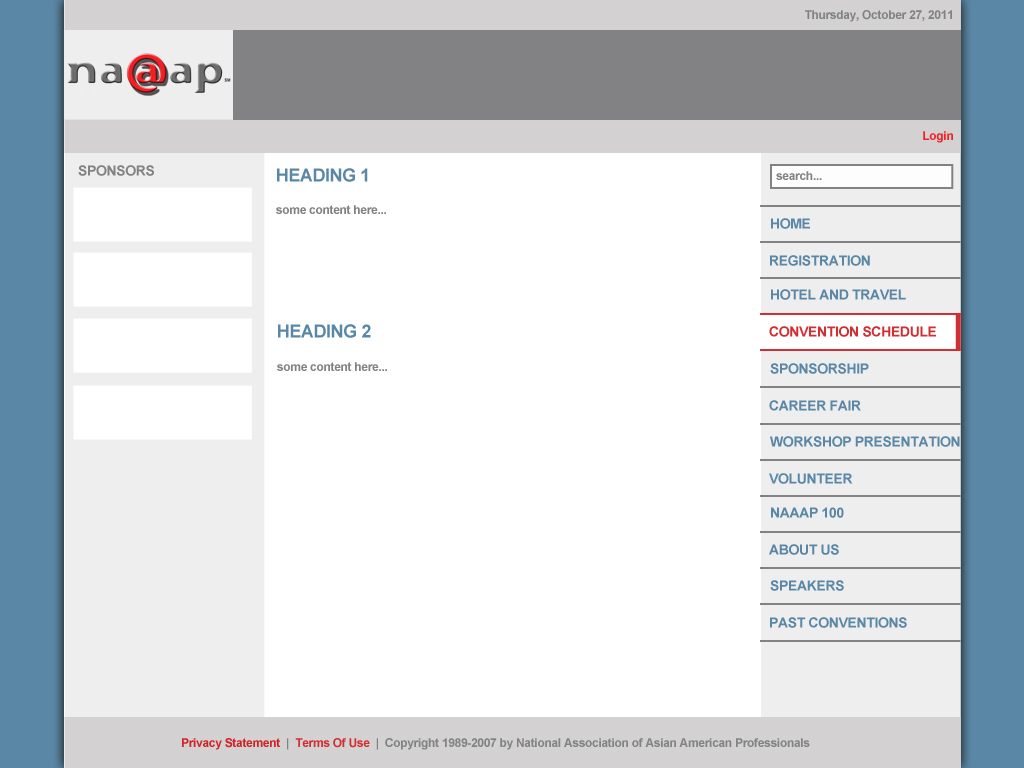 Thursday, October 27, 2011
naaap
Login
SPONSORS
HEADING 1
some content here...
HEADING 2
some content here...
search...
HOME
REGISTRATION
HOTEL AND TRAVEL
CONVENTION SCHEDULE
SPONSORSHIP
CAREER FAIR
WORKSHOP PRESENTATION
VOLUNTEER
NAAAP 100
ABOUT US
SPEAKERS
PAST CONVENTIONS
Privacy Statement | Terms Of Use | Copyright 1989-2007 by National Association of Asian American Professionals